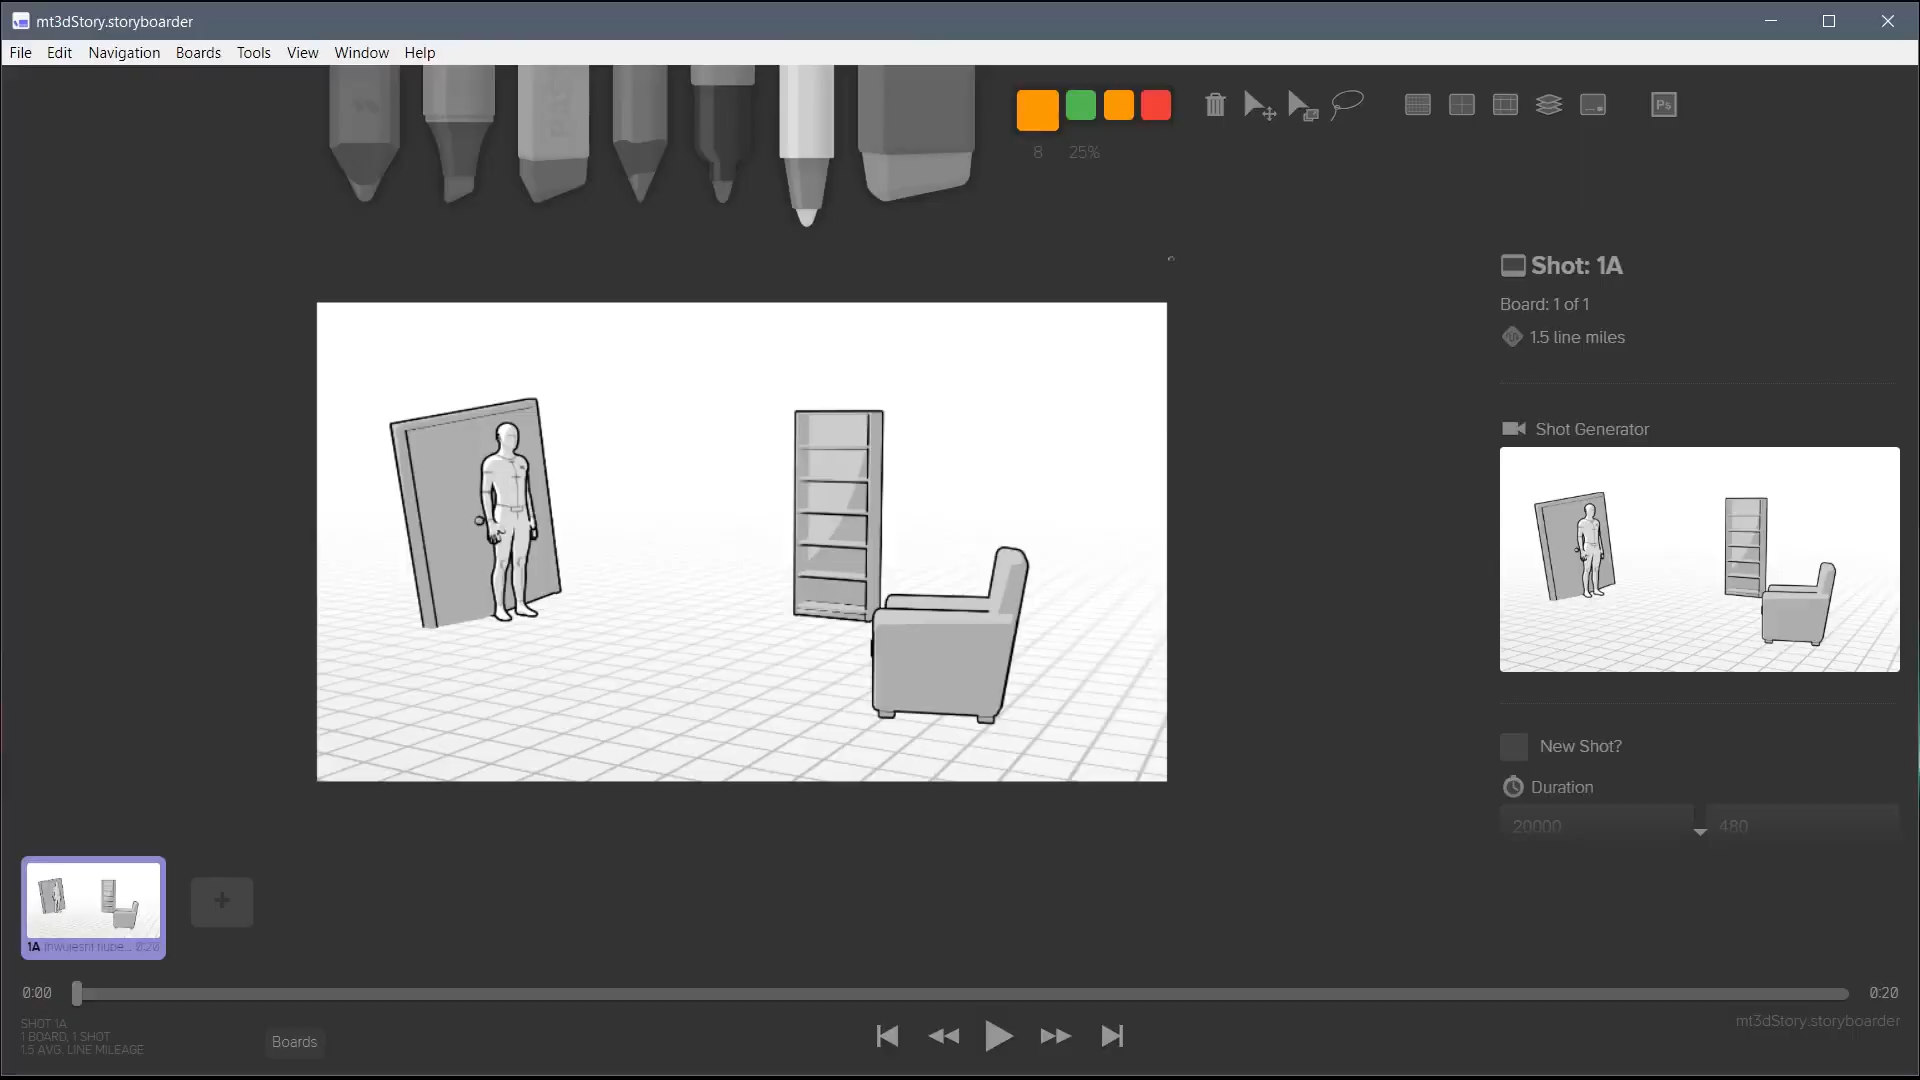 mt3dStory.storyboarder
File Edit Navigation Boards Tools View Window Help
8 25%
Ps
Shot: 1A
Board: 1 of 1
1.5 line miles
Shot Generator
New Shot?
Duration
20000 480
1A 0:20
0:00 0:20
SHOT 1A
1 BOARD, 1 SHOT
1.5 AVG. LINE MILEAGE
Boards
mt3dStory.storyboarder